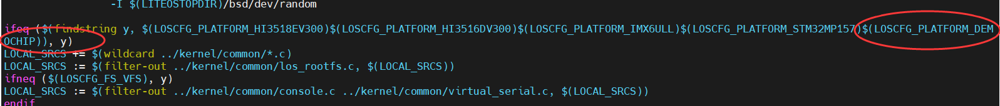 -I $(LITEOSTOPDIR)/bsd/dev/random
ifeq ($(findstring y, $(LOSCFG_PLATFORM_HI3518EV300)$(LOSCFG_PLATFORM_HI3516DV300)$(LOSCFG_PLATFORM_IMX6ULL)$(LOSCFG_PLATFORM_STM32MP157)$(LOSCFG_PLATFORM_DEM
OCHIP)), y)
LOCAL_SRCS += $(wildcard ../kernel/common/*.c)
LOCAL_SRCS := $(filter-out ../kernel/common/los_rootfs.c, $(LOCAL_SRCS))
ifneq ($(LOSCFG_FS_VFS), y)
LOCAL_SRCS := $(filter-out ../kernel/common/console.c ../kernel/common/virtual_serial.c, $(LOCAL_SRCS))
endif